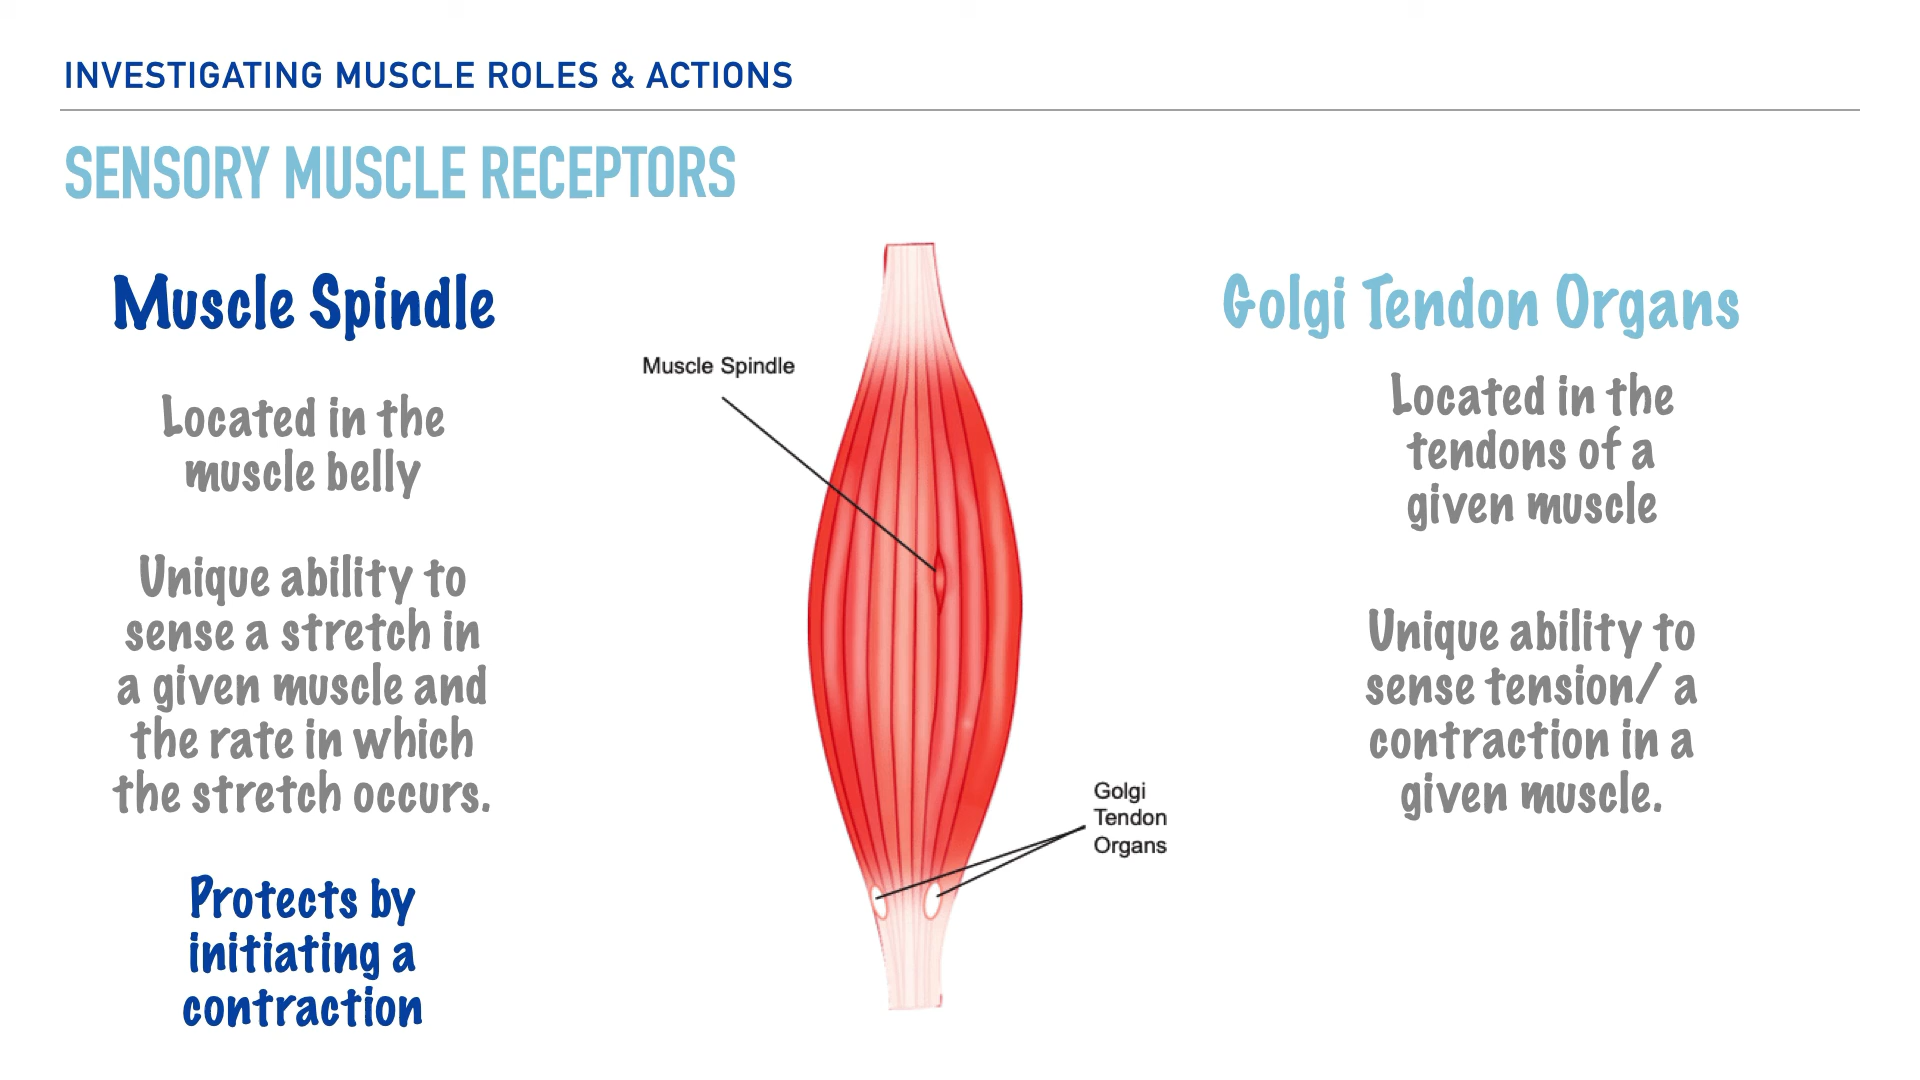 INVESTIGATING MUSCLE ROLES & ACTIONS
SENSORY MUSCLE RECEPTORS
Muscle Spindle
Located in the
muscle belly
Unique ability to
sense a stretch in
a given muscle and
the rate in which
the stretch occurs.
Protects by
initiating a
contraction
Muscle Spindle
Golgi
Tendon
Organs
Golgi Tendon Organs
Located in the
tendons of a
given muscle
Unique ability to
sense tension/ a
contraction in a
given muscle.